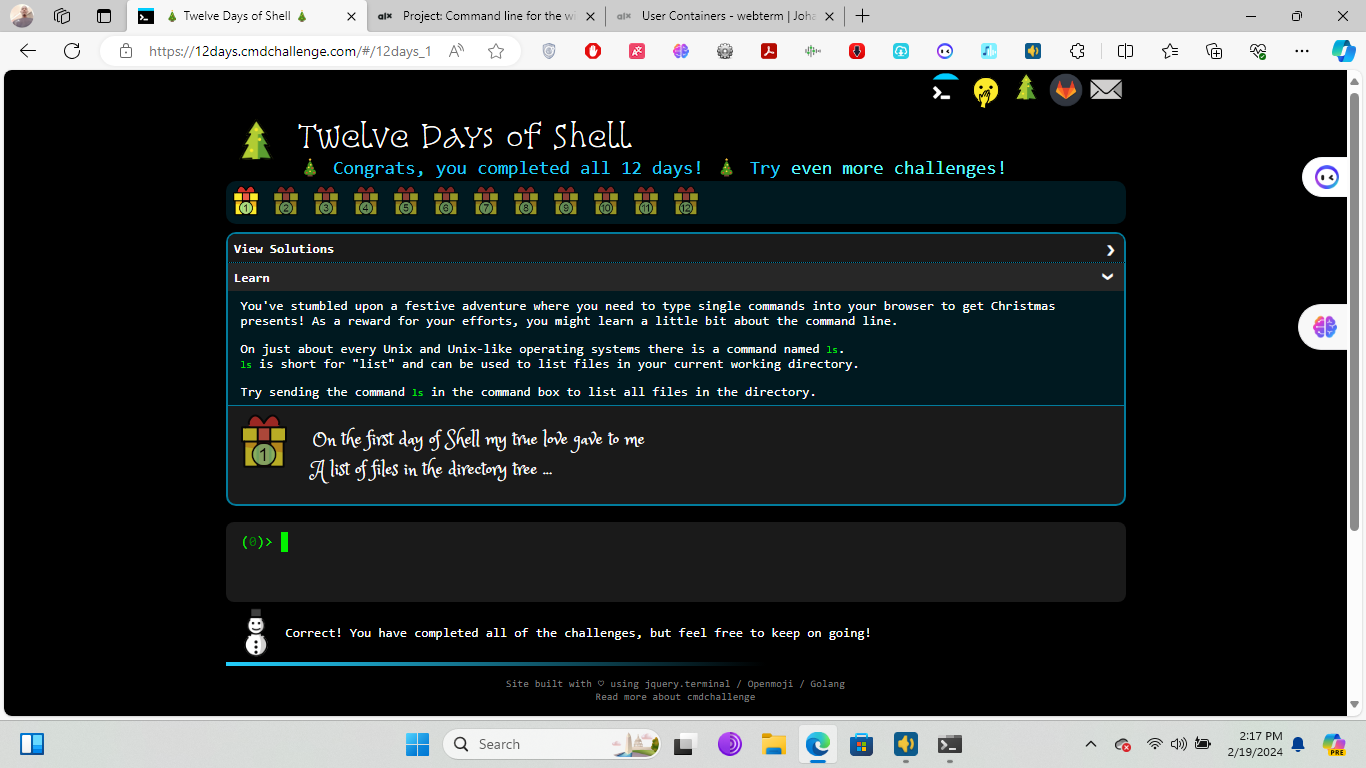 Twelve Days of Shell
Project: Command line for the wi
User Containers - webterm | Joha
https://12days.cmdchallenge.com/#/12days_1
Twelve Days of Shell
Congrats, you completed all 12 days! Try even more challenges!
1 2 3 4 5 6 7 8 9 10 11 12
View Solutions
Learn
You've stumbled upon a festive adventure where you need to type single commands into your browser to get Christmas
presents! As a reward for your efforts, you might learn a little bit about the command line.
On just about every Unix and Unix-like operating systems there is a command named ls.
ls is short for "list" and can be used to list files in your current working directory.
Try sending the command ls in the command box to list all files in the directory.
1
On the first day of Shell my true love gave to me
A list of files in the directory tree ...
(0)>
Correct! You have completed all of the challenges, but feel free to keep on going!
Site built with ♡ using jquery.terminal / Openmoji / Golang
Read more about cmdchallenge
Search
2:17 PM
2/19/2024
PRE